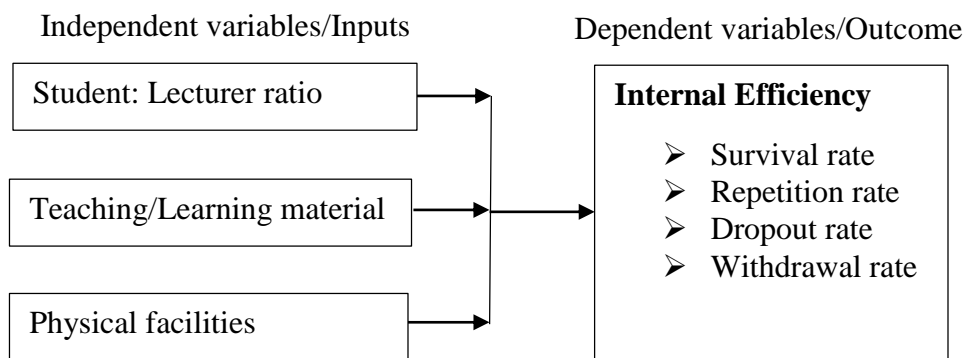 Independent variables/Inputs
Dependent variables/Outcome
Student: Lecturer ratio
Teaching/Learning material
Physical facilities
Internal Efficiency
➢ Survival rate
➢ Repetition rate
➢ Dropout rate
➢ Withdrawal rate